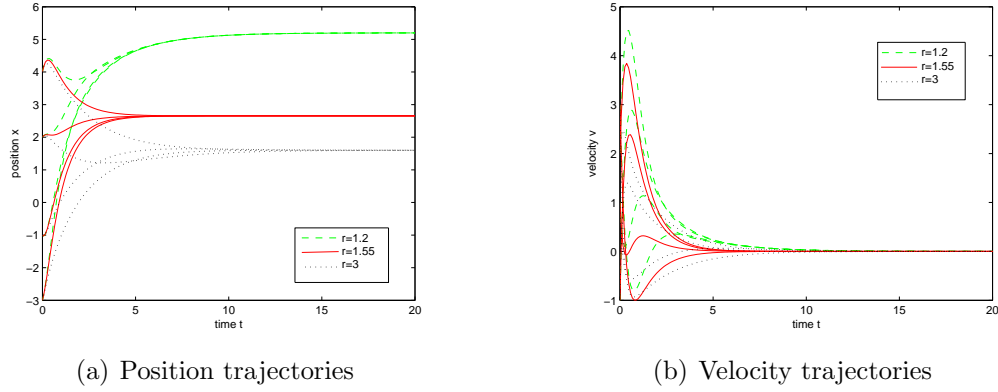 6
5
4
3
2
1
0
−1
−2
−3
position x
0 5 10 15 20
time t
r=1.2
r=1.55
r=3
(a) Position trajectories
5
4
3
2
1
0
−1
velocity v
0 5 10 15 20
time t
r=1.2
r=1.55
r=3
(b) Velocity trajectories